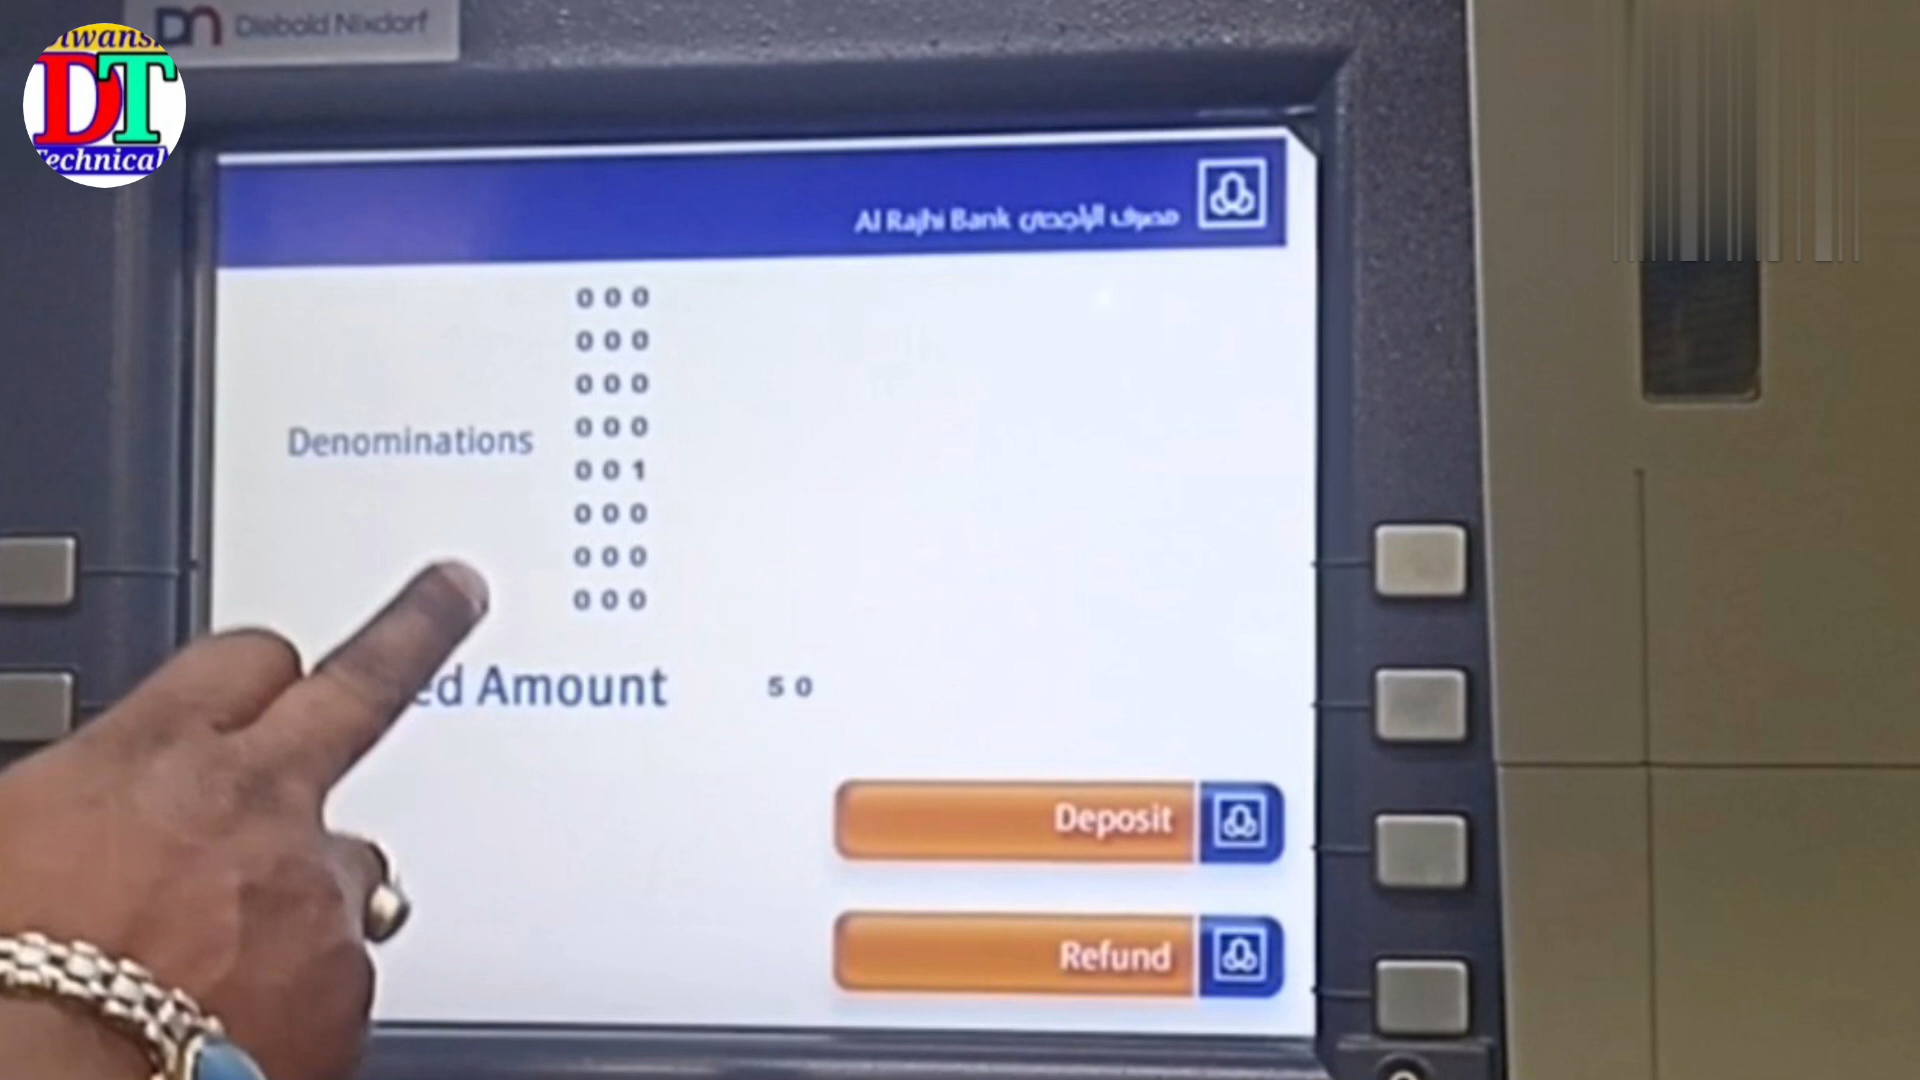 DN Diebold Nixdorf
DT
Technical
Al Rajhi Bank مصرف الراجحي
0 0 0
0 0 0
0 0 0
0 0 0
Denominations
0 0 1
0 0 0
0 0 0
0 0 0
Amount 5 0
Deposit
Refund